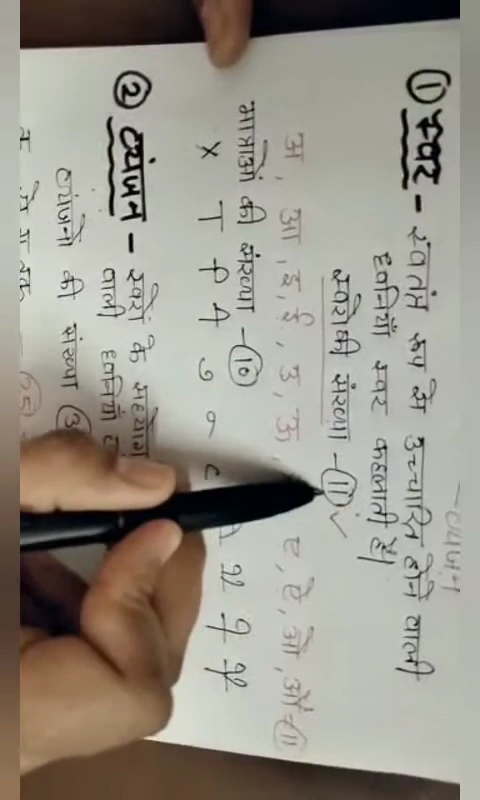 ① स्वर - स्वतंत्र रूप से उच्चारित होने वाली
ध्वनियाँ स्वर कहलाती हैं।
- व्यंजन
स्वरों की संख्या - ⑪ ✓
अ, आ, इ, ई, उ, ऊ, ए, ऐ, ओ, औ = ⑪
मात्राओं की संख्या - ⑩
× ा ि ी ु ू े ै ो ौ
② व्यंजन - स्वरों के सहयोग
वाली ध्वनियाँ
व्यंजनों की संख्या